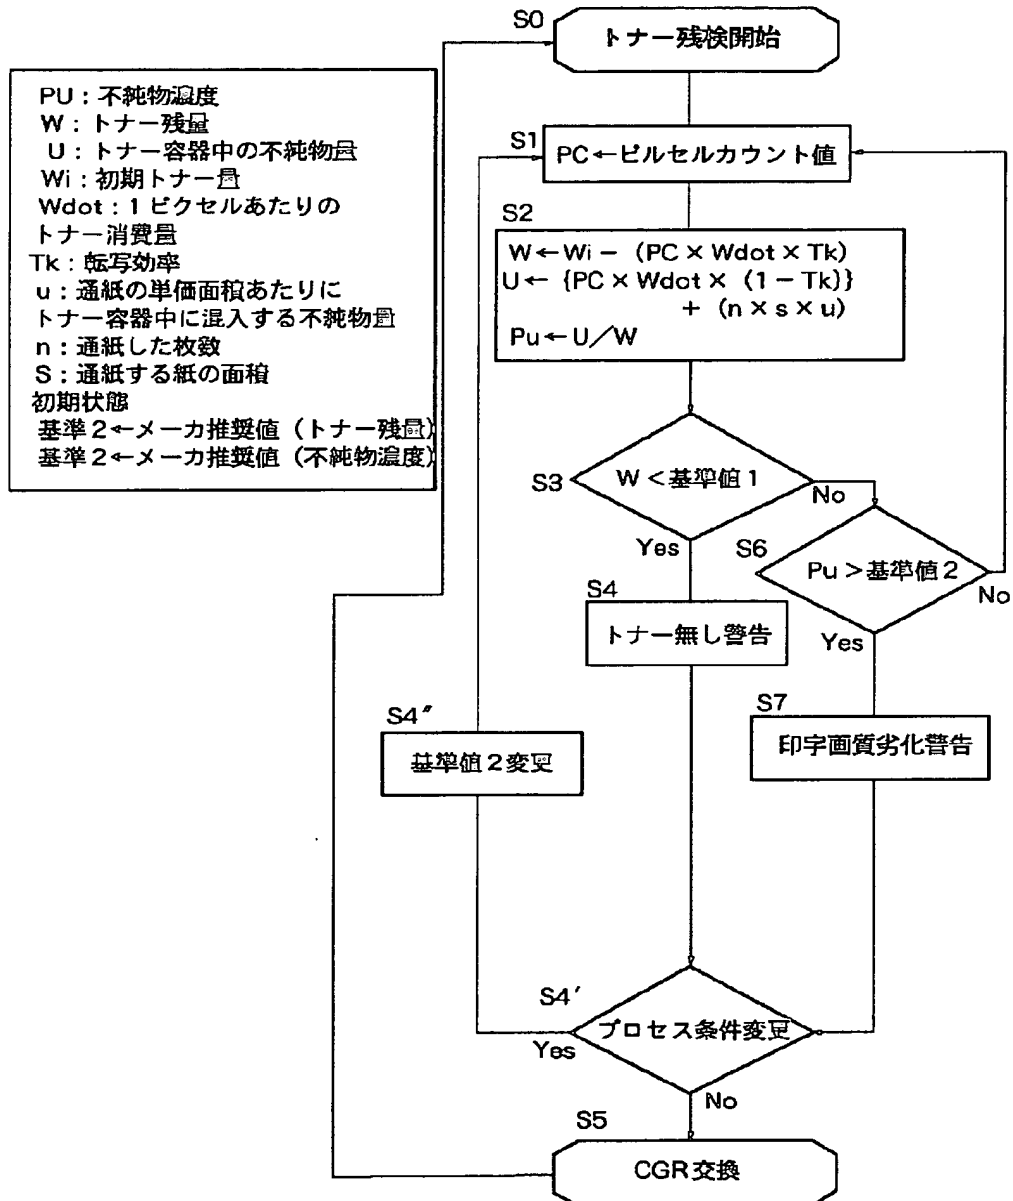 S0
トナー残検開始
PU：不純物濃度
W：トナー残量
U：トナー容器中の不純物量
Wi：初期トナー量
Wdot：1ピクセルあたりの
トナー消費量
Tk：転写効率
u：通紙の単価面積あたりに
トナー容器中に混入する不純物量
n：通紙した枚数
S：通紙する紙の面積
初期状態
基準2←メーカ推奨値（トナー残量）
基準2←メーカ推奨値（不純物濃度）
S1
PC←ピルセルカウント値
S2
W←Wi－（PC×Wdot×Tk）
U←｛PC×Wdot×（1－Tk）｝
＋（n×s×u）
Pu←U／W
S3
W＜基準値1
No
Yes
S6
Pu＞基準値2
No
Yes
S4
トナー無し警告
S7
印字画質劣化警告
S4″
基準値2変更
S4′
プロセス条件変更
Yes
No
S5
CGR交換